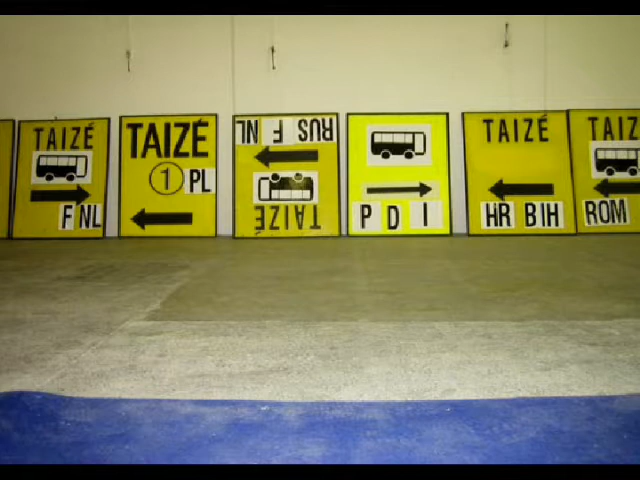 TAIZÉ
F NL
TAIZÉ
1 PL
TAIZÉ
RUS F NL
P D I
TAIZÉ
HR BIH
TAIZ
ROM